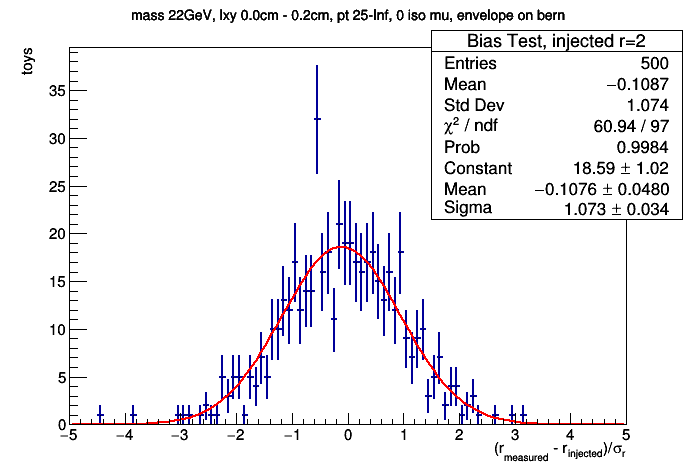 mass 22GeV, lxy 0.0cm - 0.2cm, pt 25-Inf, 0 iso mu, envelope on bern
toys
Bias Test, injected r=2
Entries 500
Mean −0.1087
Std Dev 1.074
χ² / ndf 60.94 / 97
Prob 0.9984
Constant 18.59 ± 1.02
Mean −0.1076 ± 0.0480
Sigma 1.073 ± 0.034
35
30
25
20
15
10
5
0
−5 −4 −3 −2 −1 0 1 2 3 4 5
(r_measured - r_injected)/σ_r